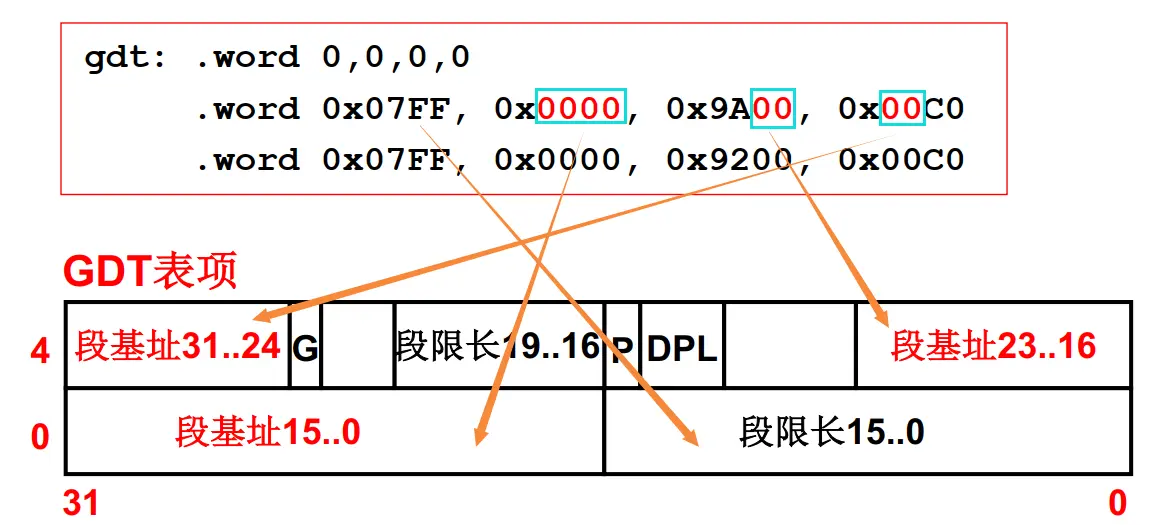 gdt: .word 0,0,0,0
.word 0x07FF, 0x0000, 0x9A00, 0x00C0
.word 0x07FF, 0x0000, 0x9200, 0x00C0
GDT表项
4 段基址31..24 G 段限长19..16 P DPL 段基址23..16
0 段基址15..0 段限长15..0
31 0